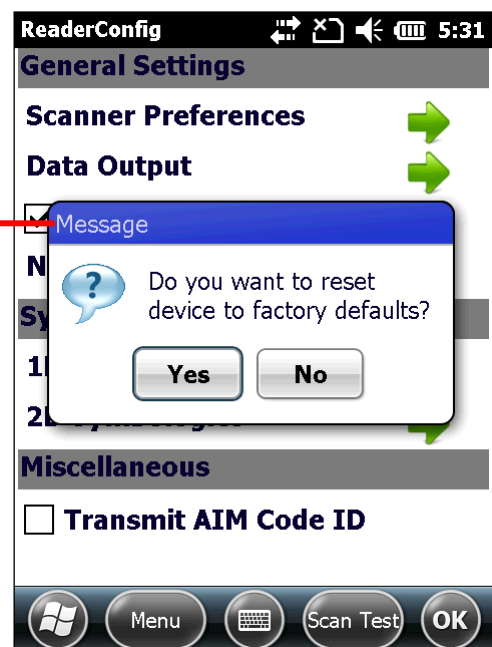 ReaderConfig 5:31
General Settings
Scanner Preferences
Data Output
Message
Do you want to reset
device to factory defaults?
Yes No
Miscellaneous
Transmit AIM Code ID
Menu Scan Test OK